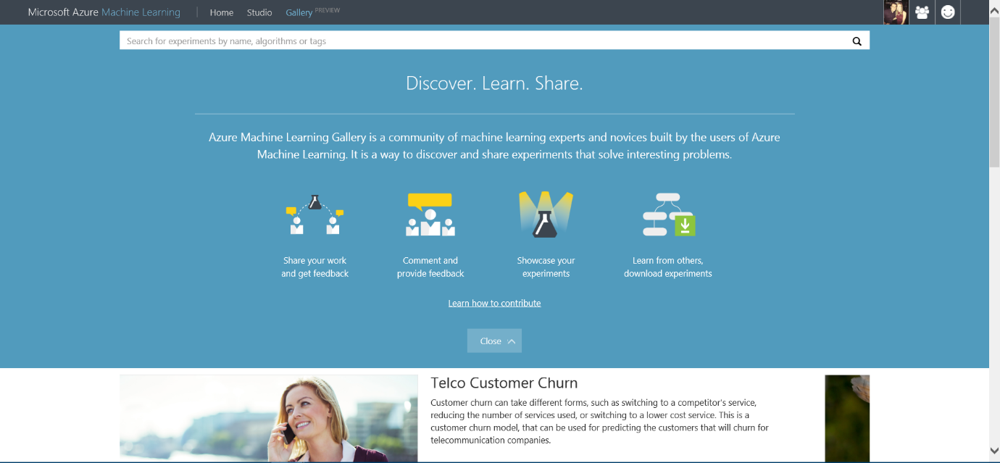 Microsoft Azure Machine Learning | Home Studio Gallery PREVIEW
Search for experiments by name, algorithms or tags
Discover. Learn. Share.
Azure Machine Learning Gallery is a community of machine learning experts and novices built by the users of Azure
Machine Learning. It is a way to discover and share experiments that solve interesting problems.
Share your work
and get feedback
Comment and
provide feedback
Showcase your
experiments
Learn from others,
download experiments
Learn how to contribute
Close
Telco Customer Churn
Customer churn can take different forms, such as switching to a competitor's service,
reducing the number of services used, or switching to a lower cost service. This is a
customer churn model, that can be used for predicting the customers that will churn for
telecommunication companies.